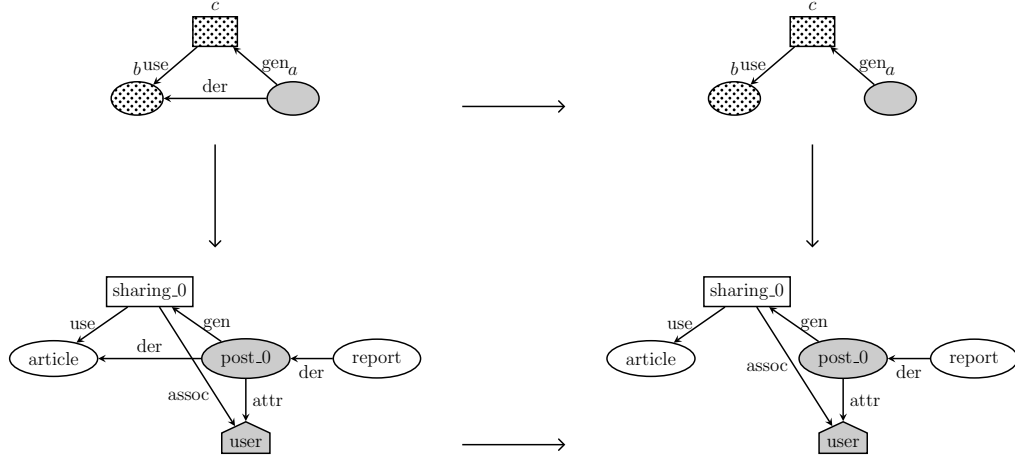 c
c
b use gen a
b use gen a
der
sharing_0
sharing_0
use gen
use gen
article der post_0 report
article post_0 report
der
der
assoc attr
assoc attr
user
user